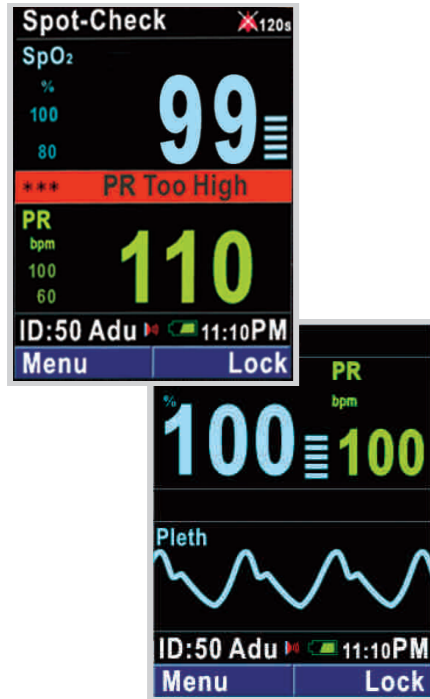 Spot-Check 120s
SpO₂
%
100
80
99
*** PR Too High
PR
bpm
100
60
110
ID:50 Adu 11:10PM
Menu Lock
PR
% bpm
100 100
Pleth
ID:50 Adu 11:10PM
Menu Lock